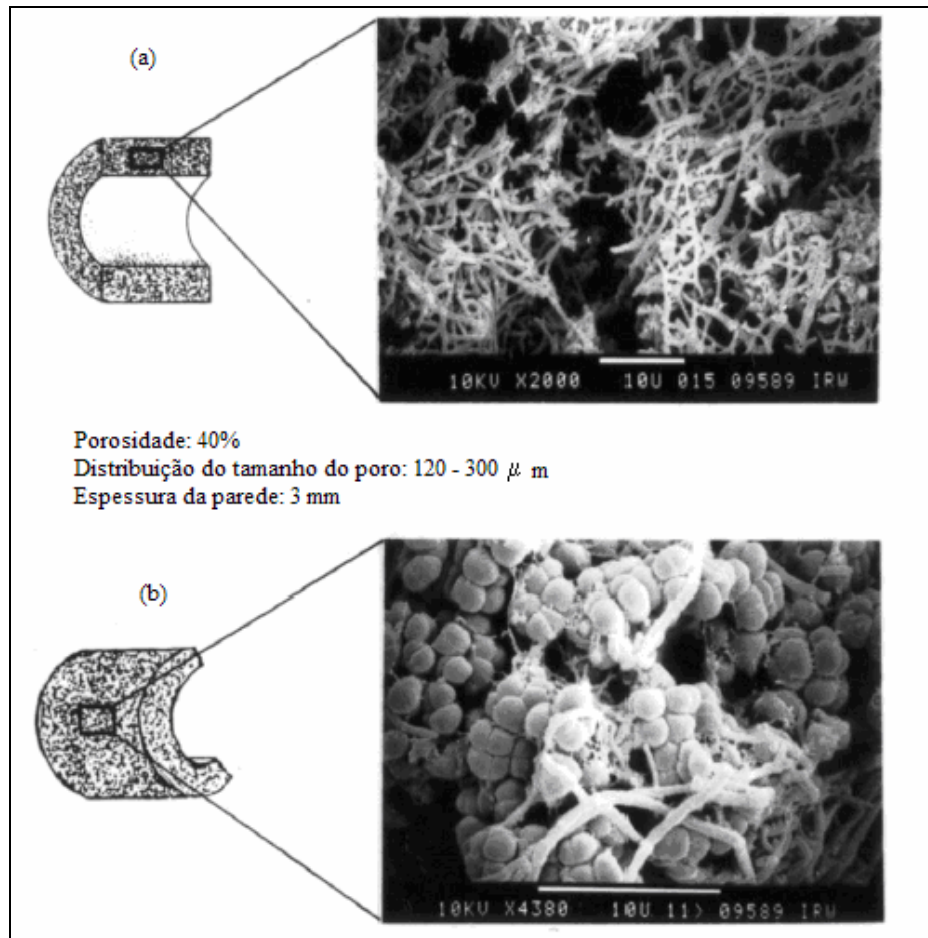 (a)
10KV X2000 10U 015 09589 IRW
Porosidade: 40%
Distribuição do tamanho do poro: 120 - 300 μ m
Espessura da parede: 3 mm
(b)
10KV X4380 10U 11> 09589 IRW